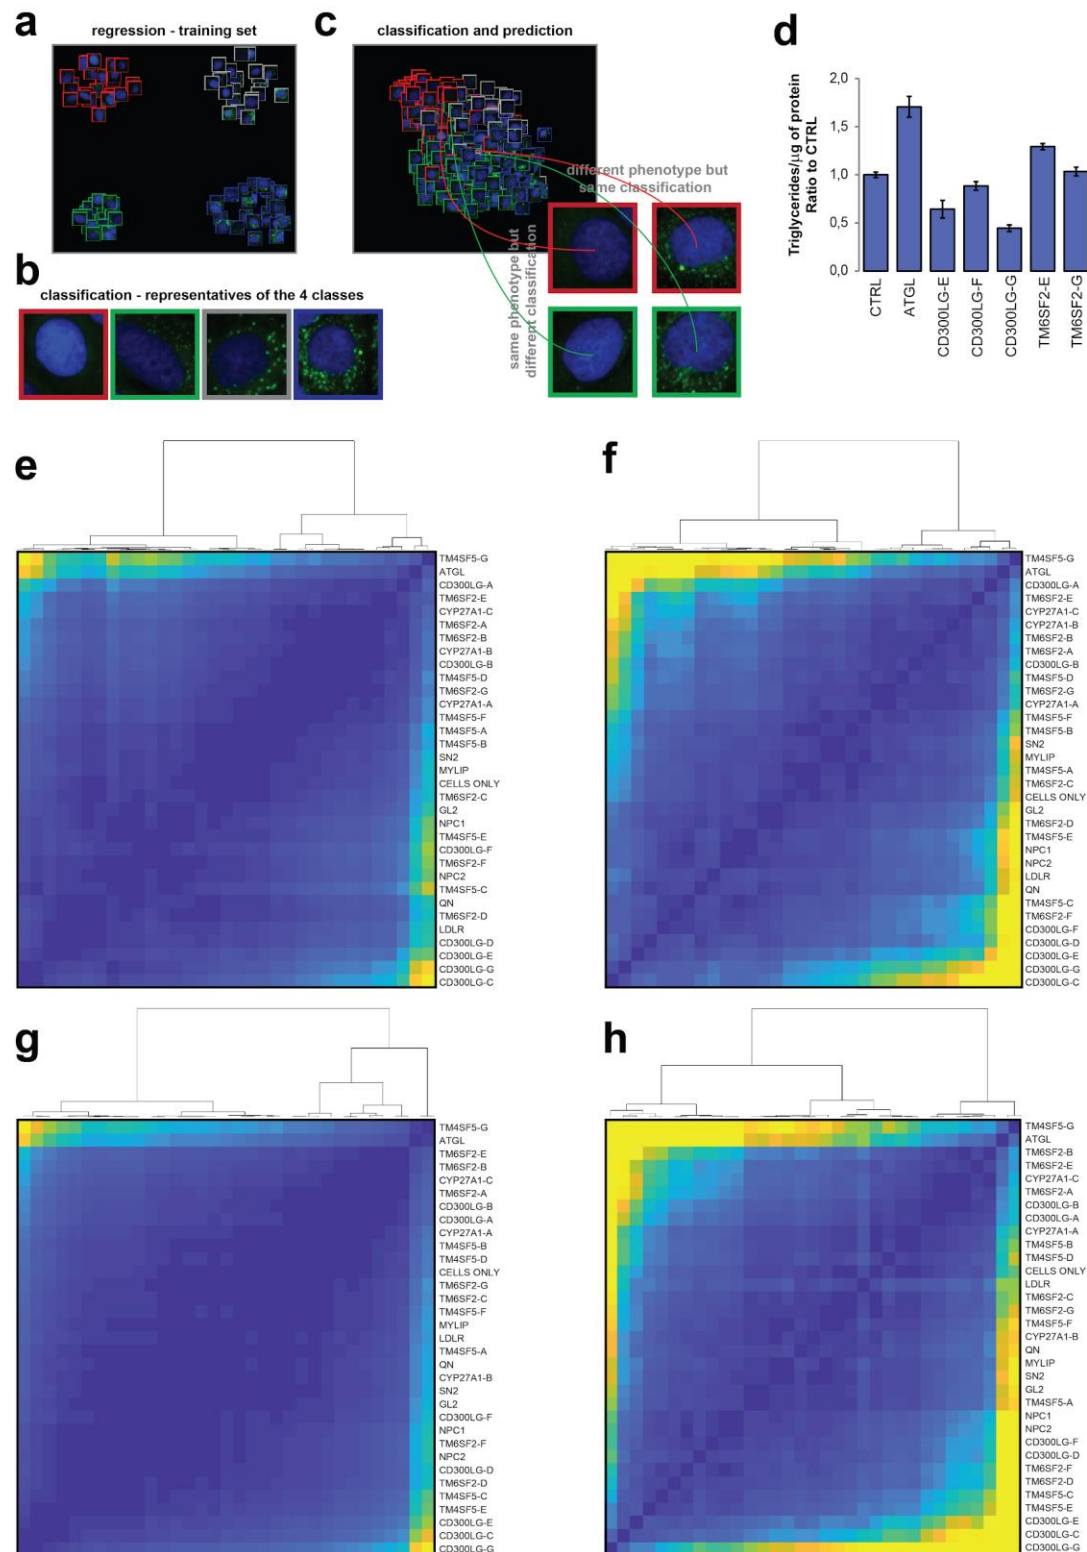 a
regression - training set
c
classification and prediction
d
Triglycerides/µg of protein
Ratio to CTRL
2,0
1,5
1,0
0,5
0,0
CTRL
ATGL
CD300LG-E
CD300LG-F
CD300LG-G
TM6SF2-E
TM6SF2-G
different phenotype but
same classification
same phenotype but
different classification
b
classification - representatives of the 4 classes
e
TM4SF5-G
ATGL
CD300LG-A
TM6SF2-E
CYP27A1-C
TM6SF2-A
TM6SF2-B
CYP27A1-B
CD300LG-B
TM4SF5-D
TM6SF2-G
CYP27A1-A
TM4SF5-F
TM4SF5-A
TM4SF5-B
SN2
MYLIP
CELLS ONLY
TM6SF2-C
GL2
NPC1
TM4SF5-E
CD300LG-F
TM6SF2-F
NPC2
TM4SF5-C
QN
TM6SF2-D
LDLR
CD300LG-D
CD300LG-E
CD300LG-G
CD300LG-C
f
TM4SF5-G
ATGL
CD300LG-A
TM6SF2-E
CYP27A1-C
CYP27A1-B
TM6SF2-B
TM6SF2-A
CD300LG-B
TM4SF5-D
TM6SF2-G
CYP27A1-A
TM4SF5-F
TM4SF5-B
SN2
MYLIP
TM4SF5-A
TM6SF2-C
CELLS ONLY
GL2
TM6SF2-D
TM4SF5-E
NPC1
NPC2
LDLR
QN
TM4SF5-C
TM6SF2-F
CD300LG-F
CD300LG-D
CD300LG-E
CD300LG-G
CD300LG-C
g
TM4SF5-G
ATGL
TM6SF2-E
TM6SF2-B
CYP27A1-C
TM6SF2-A
CD300LG-B
CD300LG-A
CYP27A1-A
TM4SF5-B
TM4SF5-D
CELLS ONLY
TM6SF2-G
TM6SF2-C
TM4SF5-F
MYLIP
LDLR
TM4SF5-A
QN
CYP27A1-B
SN2
GL2
CD300LG-F
NPC1
TM6SF2-F
NPC2
CD300LG-D
TM6SF2-D
TM4SF5-C
TM4SF5-E
CD300LG-E
CD300LG-C
CD300LG-G
h
TM4SF5-G
ATGL
TM6SF2-B
TM6SF2-E
CYP27A1-C
TM6SF2-A
CD300LG-B
CD300LG-A
CYP27A1-A
TM4SF5-B
TM4SF5-D
CELLS ONLY
LDLR
TM6SF2-C
TM6SF2-G
TM4SF5-F
CYP27A1-B
QN
MYLIP
SN2
GL2
TM4SF5-A
NPC1
NPC2
CD300LG-F
CD300LG-D
TM6SF2-F
TM6SF2-D
TM4SF5-C
TM4SF5-E
CD300LG-E
CD300LG-C
CD300LG-G